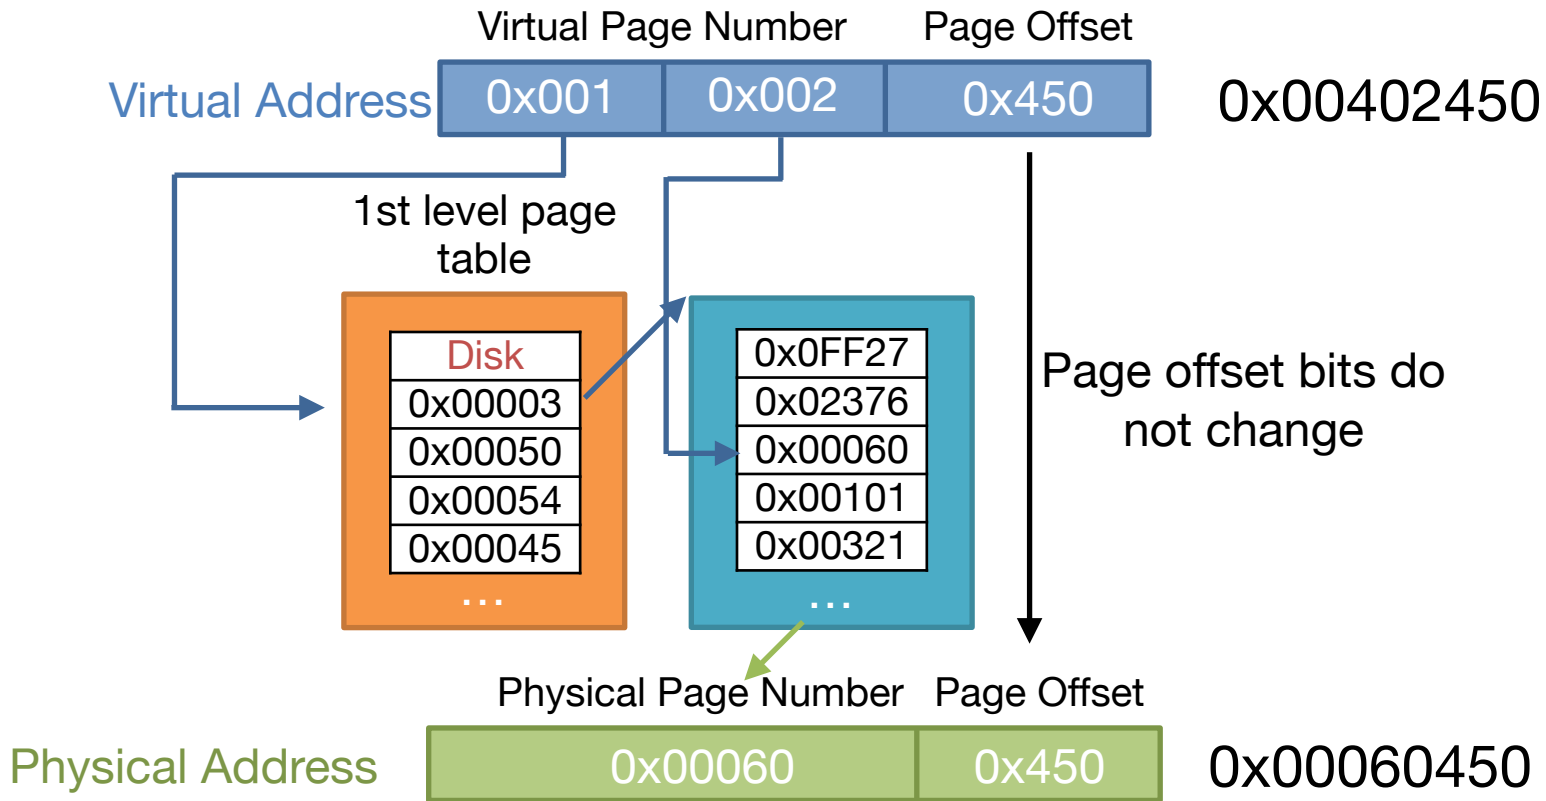 Virtual Page Number Page Offset
Virtual Address 0x001 0x002 0x450 0x00402450
1st level page
table
Disk
0x00003
0x00050
0x00054
0x00045
...
0x0FF27
0x02376
0x00060
0x00101
0x00321
...
Page offset bits do
not change
Physical Page Number Page Offset
Physical Address 0x00060 0x450 0x00060450